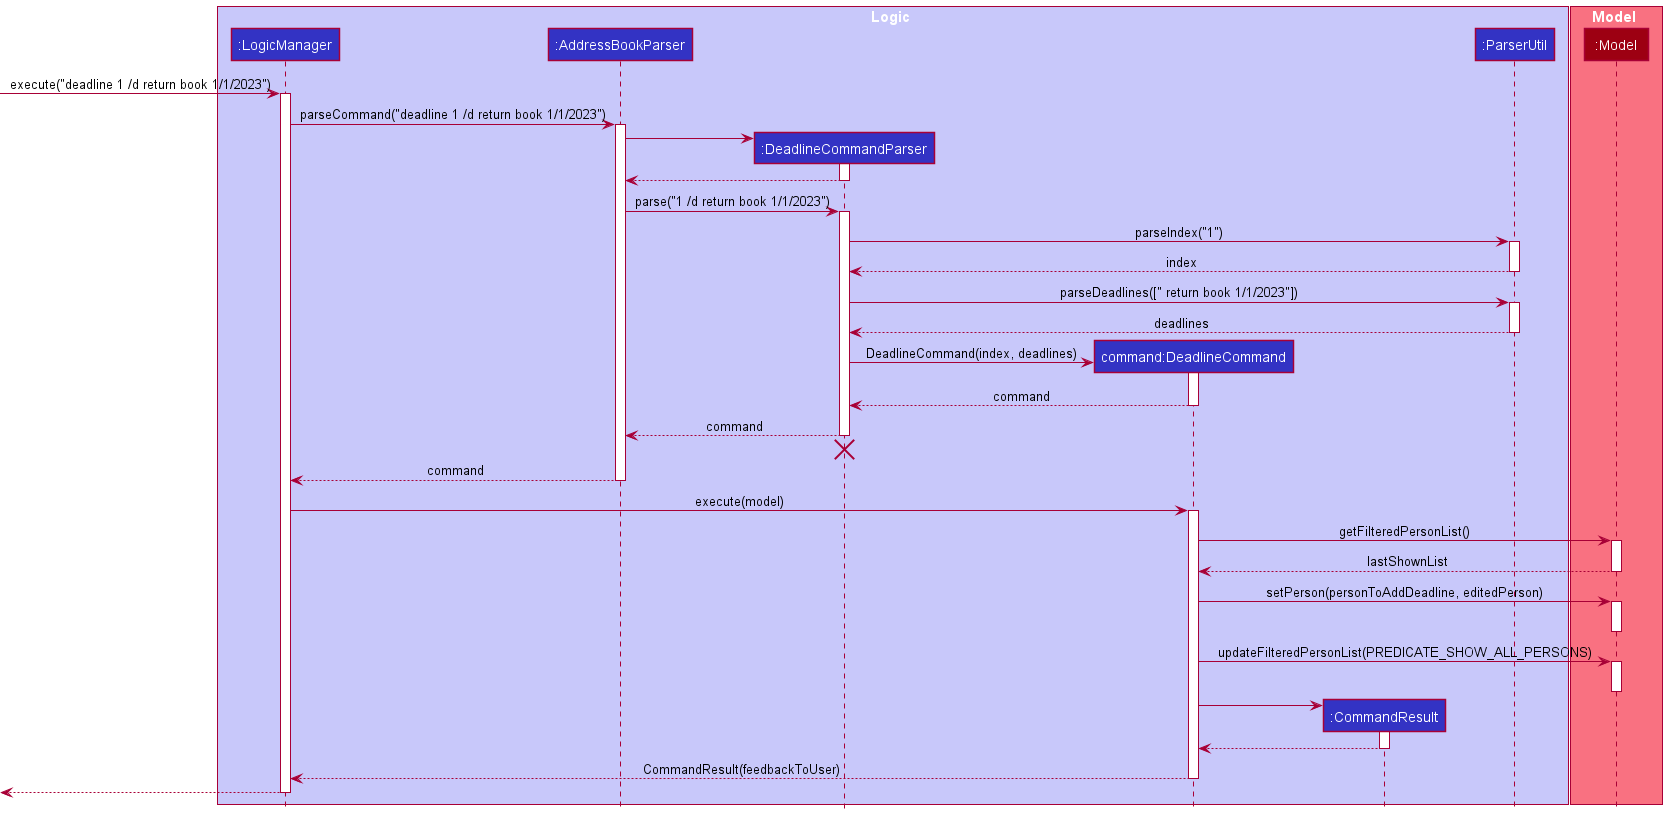 Logic
Model
:LogicManager
:AddressBookParser
:ParserUtil
:Model
execute("deadline 1 /d return book 1/1/2023")
parseCommand("deadline 1 /d return book 1/1/2023")
:DeadlineCommandParser
parse("1 /d return book 1/1/2023")
parseIndex("1")
index
parseDeadlines([" return book 1/1/2023"])
deadlines
DeadlineCommand(index, deadlines)
command:DeadlineCommand
command
command
command
execute(model)
getFilteredPersonList()
lastShownList
setPerson(personToAddDeadline, editedPerson)
updateFilteredPersonList(PREDICATE_SHOW_ALL_PERSONS)
:CommandResult
CommandResult(feedbackToUser)